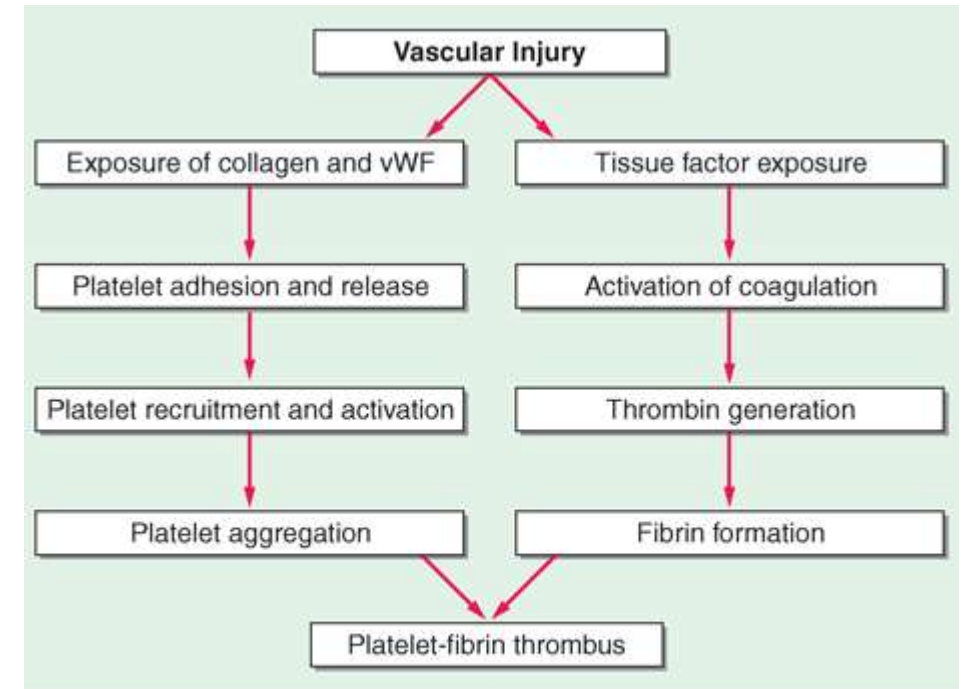 Vascular Injury
Exposure of collagen and vWF
Tissue factor exposure
Platelet adhesion and release
Activation of coagulation
Platelet recruitment and activation
Thrombin generation
Platelet aggregation
Fibrin formation
Platelet-fibrin thrombus